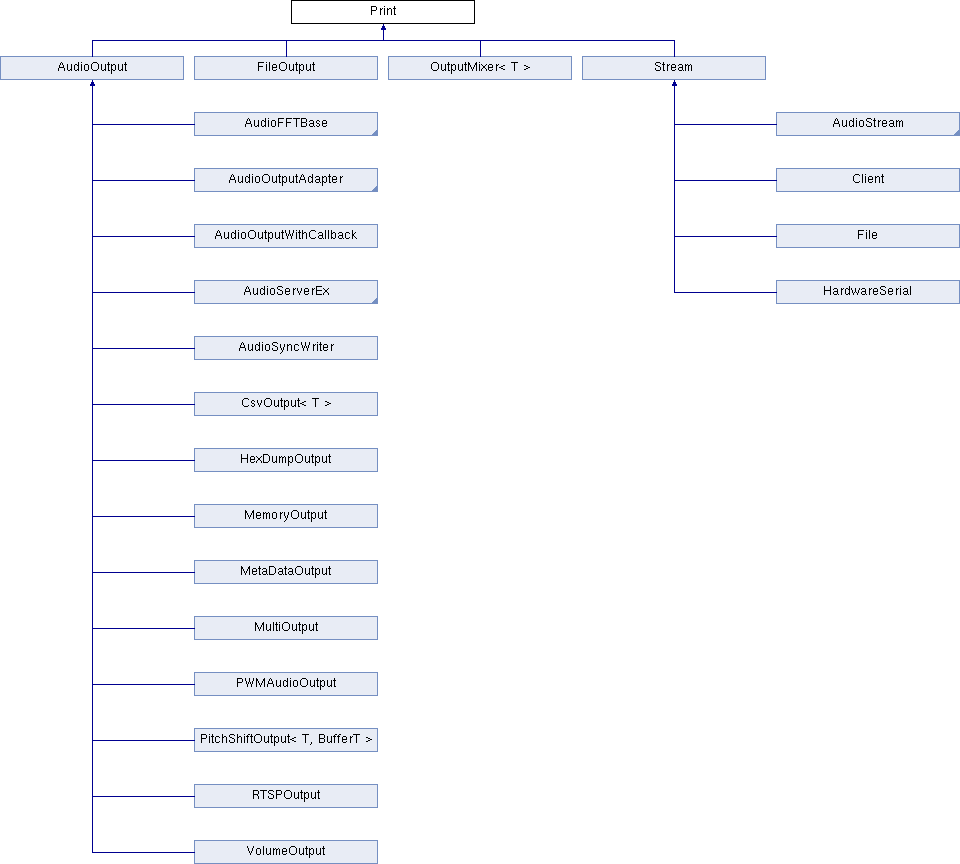 Print
AudioOutput
FileOutput
OutputMixer< T >
Stream
AudioFFTBase
AudioStream
AudioOutputAdapter
Client
AudioOutputWithCallback
File
AudioServerEx
HardwareSerial
AudioSyncWriter
CsvOutput< T >
HexDumpOutput
MemoryOutput
MetaDataOutput
MultiOutput
PWMAudioOutput
PitchShiftOutput< T, BufferT >
RTSPOutput
VolumeOutput